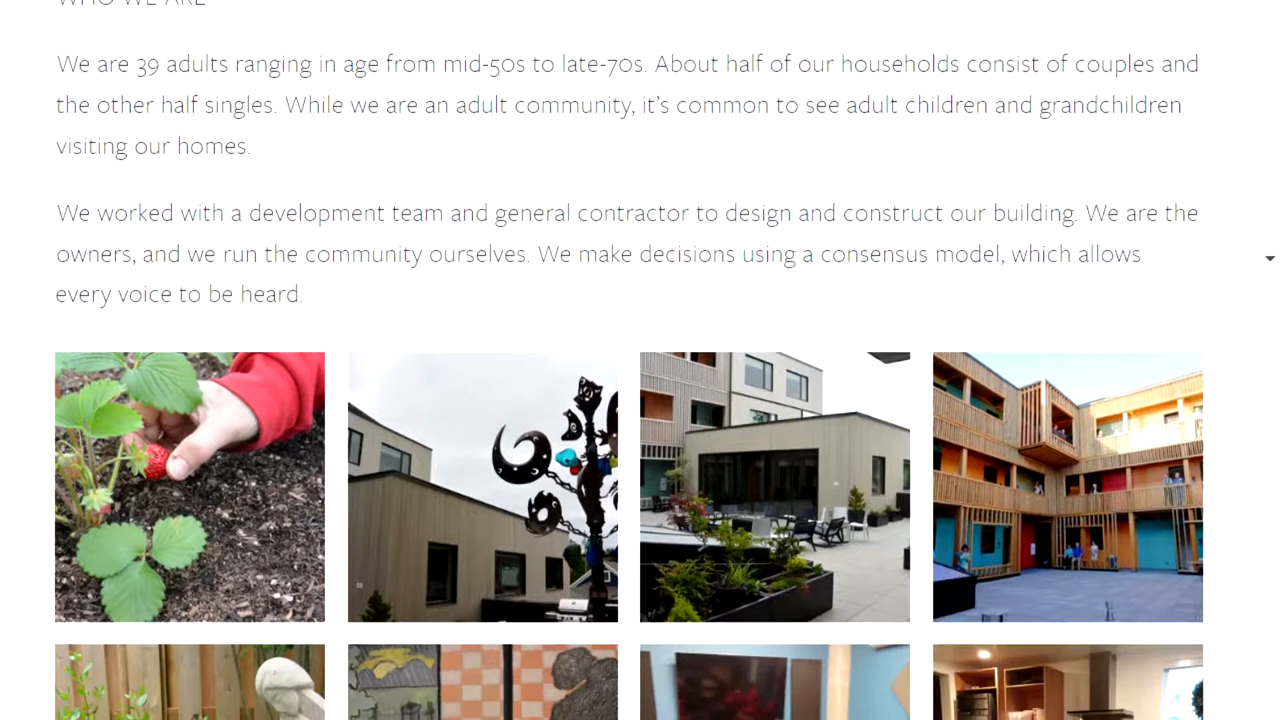 WHO WE ARE
We are 39 adults ranging in age from mid-50s to late-70s. About half of our households consist of couples and
the other half singles. While we are an adult community, it’s common to see adult children and grandchildren
visiting our homes.
We worked with a development team and general contractor to design and construct our building. We are the
owners, and we run the community ourselves. We make decisions using a consensus model, which allows
every voice to be heard.